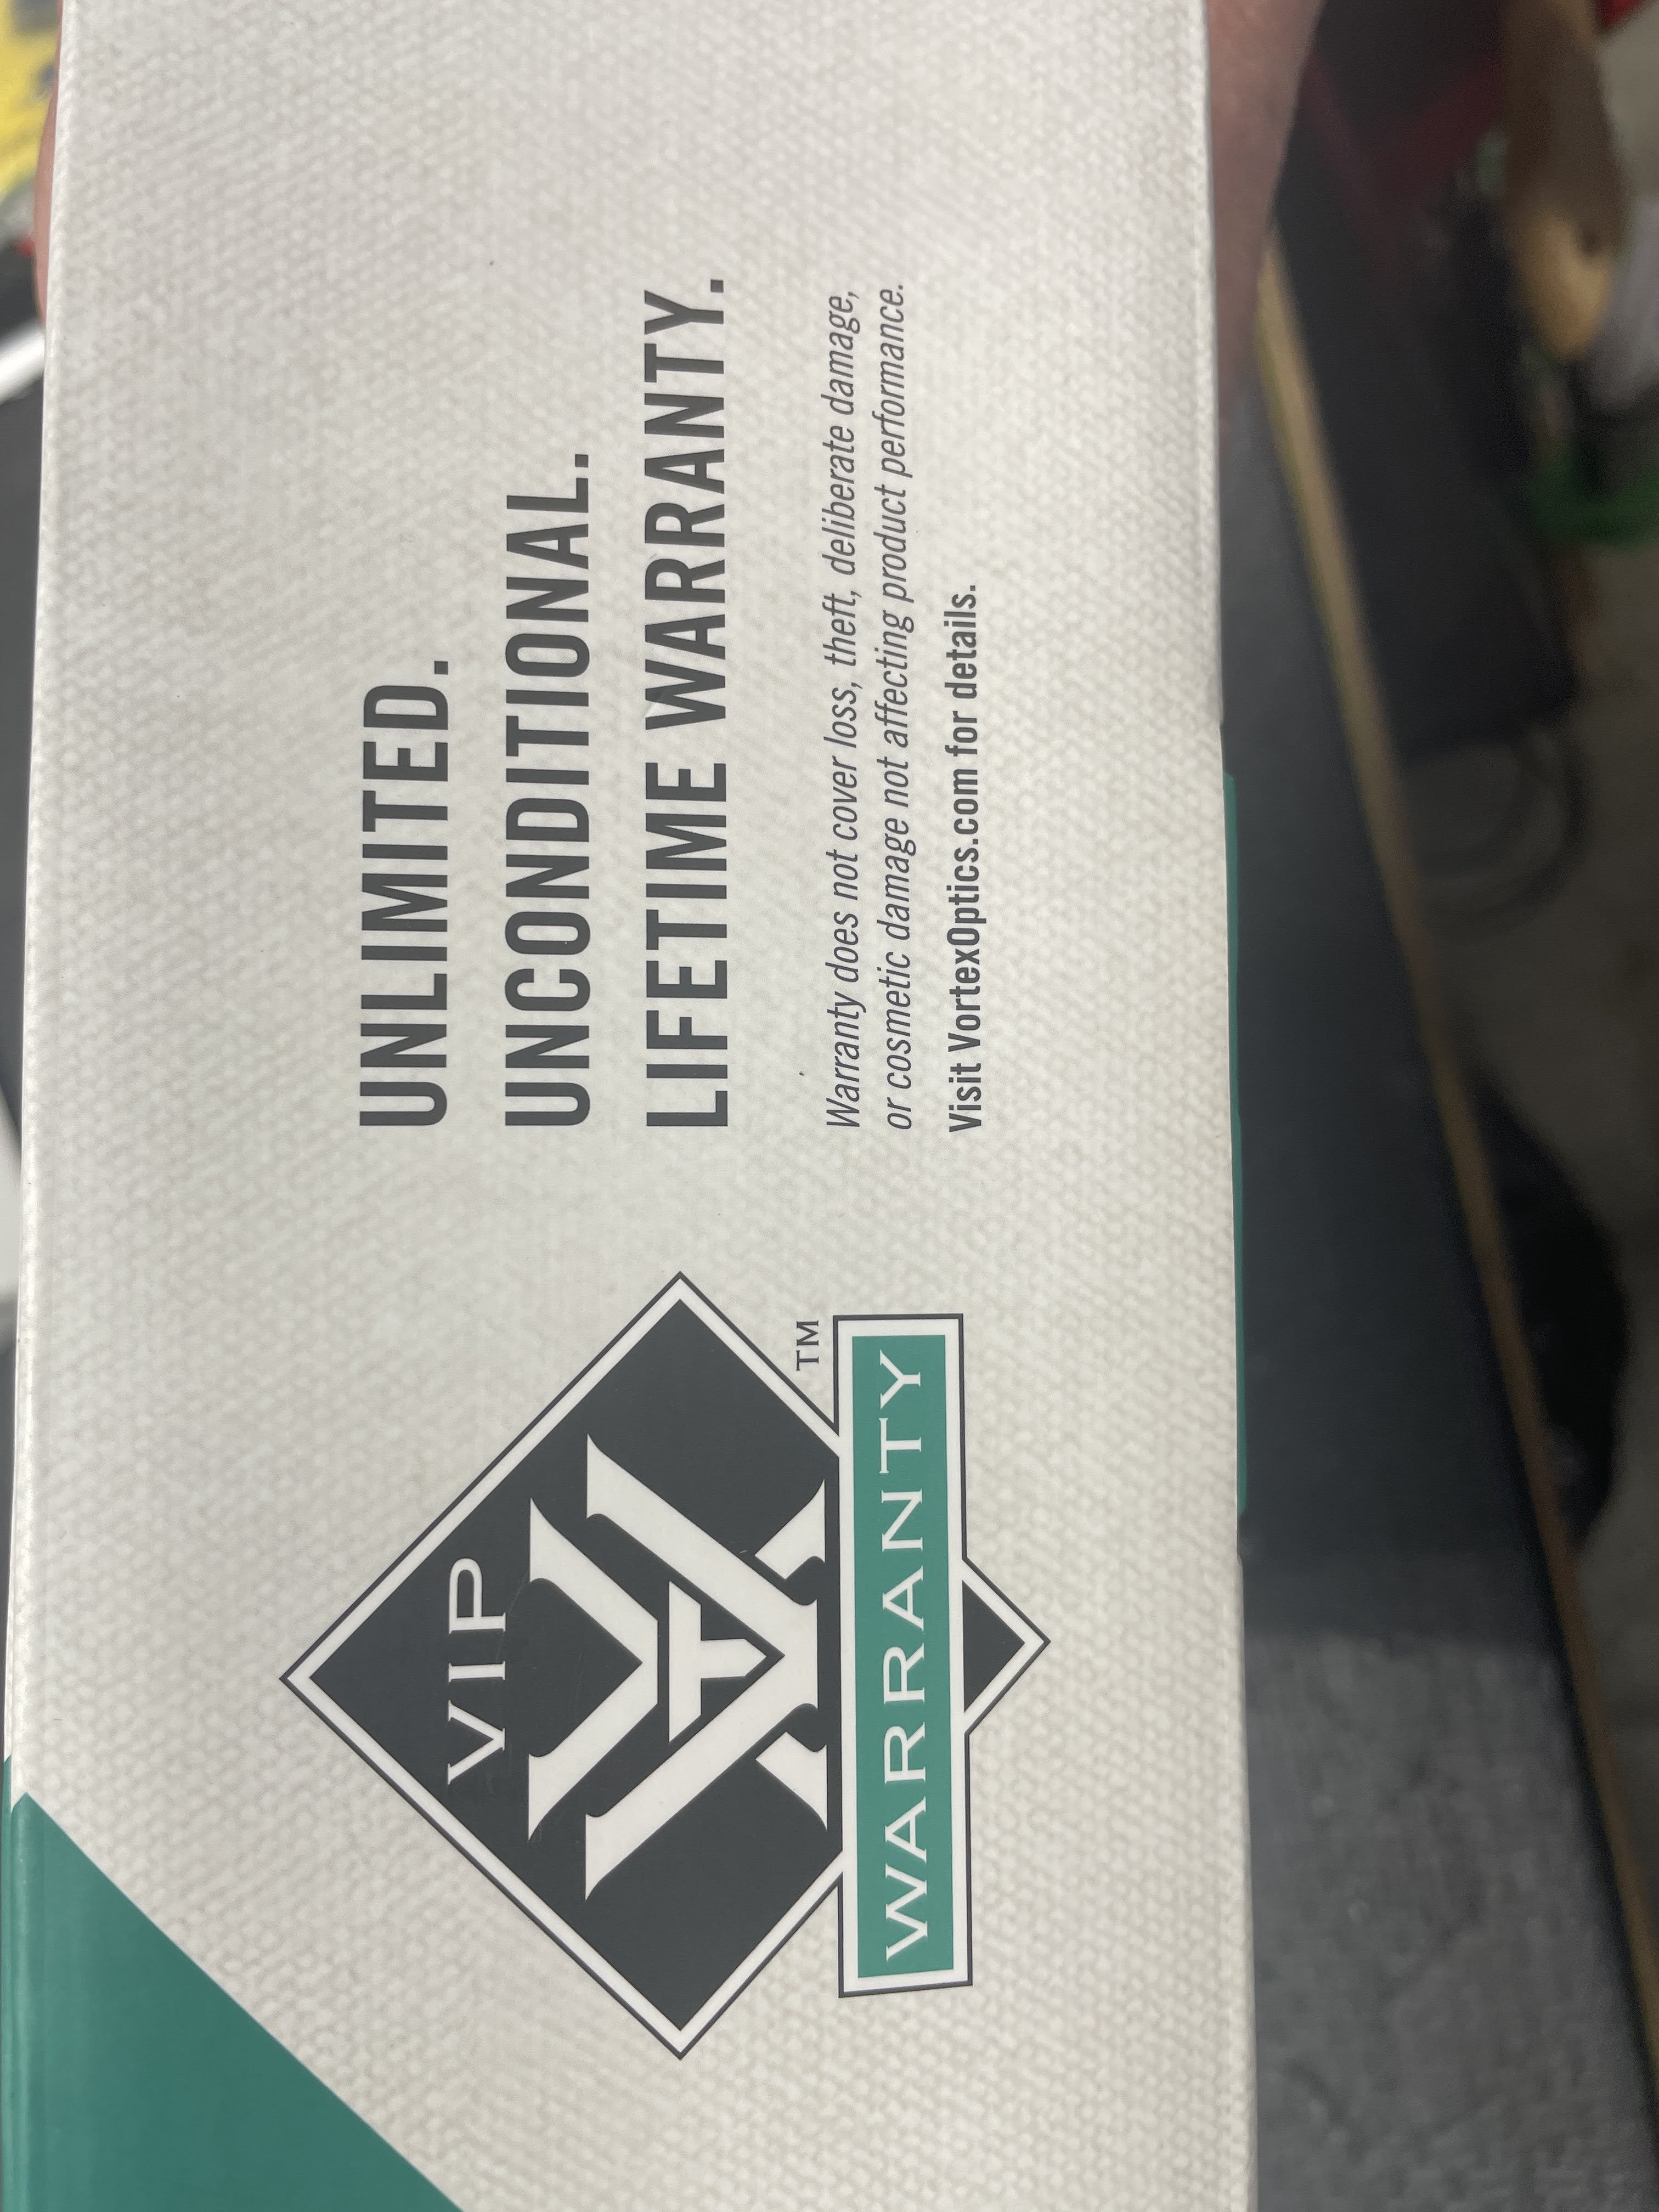 VIP
WARRANTY
TM
UNLIMITED.
UNCONDITIONAL.
LIFETIME WARRANTY.
Warranty does not cover loss, theft, deliberate damage,
or cosmetic damage not affecting product performance.
Visit VortexOptics.com for details.